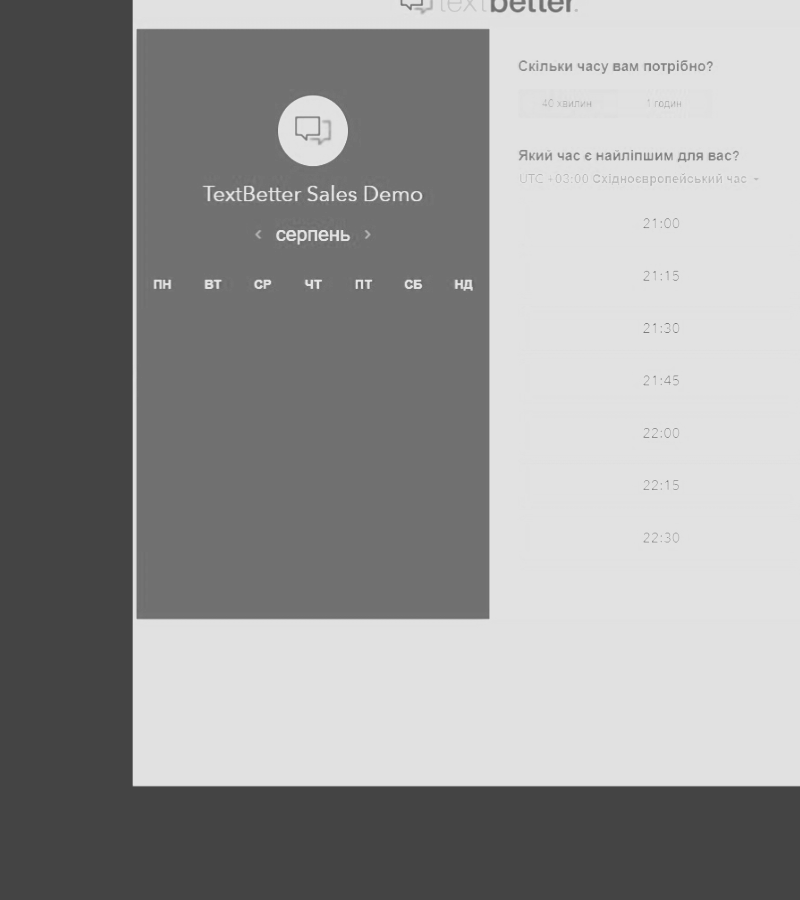 textbetter.
TextBetter Sales Demo
‹ серпень ›
ПН ВТ СР ЧТ ПТ СБ НД
Скільки часу вам потрібно?
40 хвилин 1 годин
Який час є найліпшим для вас?
UTC +03:00 Східноєвропейський час
21:00
21:15
21:30
21:45
22:00
22:15
22:30